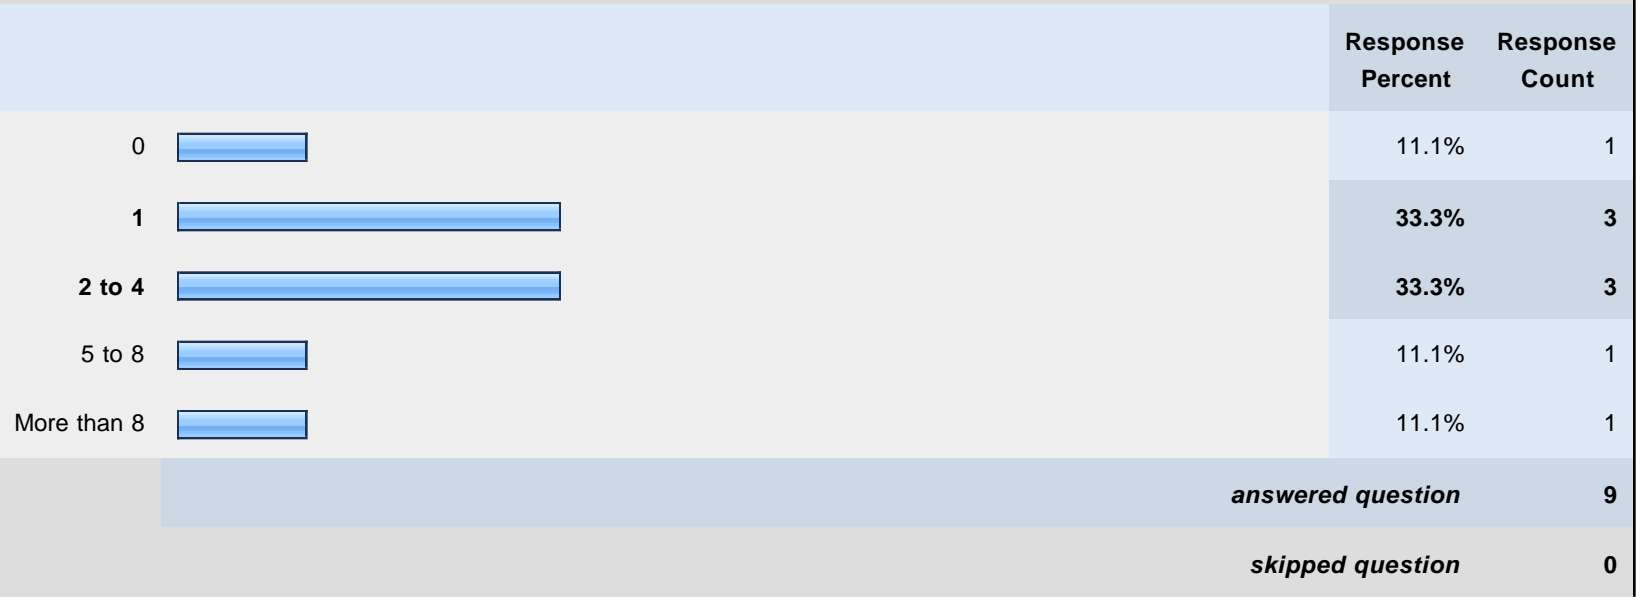 Response Percent Response Count
0 11.1% 1
1 33.3% 3
2 to 4 33.3% 3
5 to 8 11.1% 1
More than 8 11.1% 1
answered question 9
skipped question 0